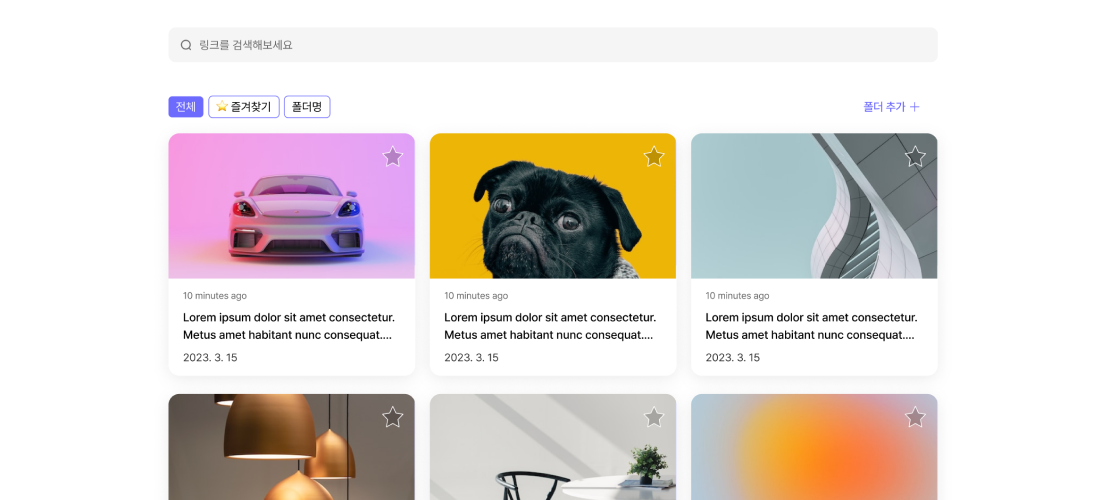 링크를 검색해보세요
전체
⭐ 즐겨찾기
폴더명
폴더 추가 +
10 minutes ago
Lorem ipsum dolor sit amet consectetur.
Metus amet habitant nunc consequat....
2023. 3. 15
10 minutes ago
Lorem ipsum dolor sit amet consectetur.
Metus amet habitant nunc consequat....
2023. 3. 15
10 minutes ago
Lorem ipsum dolor sit amet consectetur.
Metus amet habitant nunc consequat....
2023. 3. 15